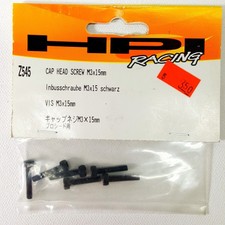 HPI
RACING
Z545
CAP HEAD SCREW M3x15mm
Inbusschraube M3x15 schwarz
VIS M3x15mm
キャップネジM3×15mm